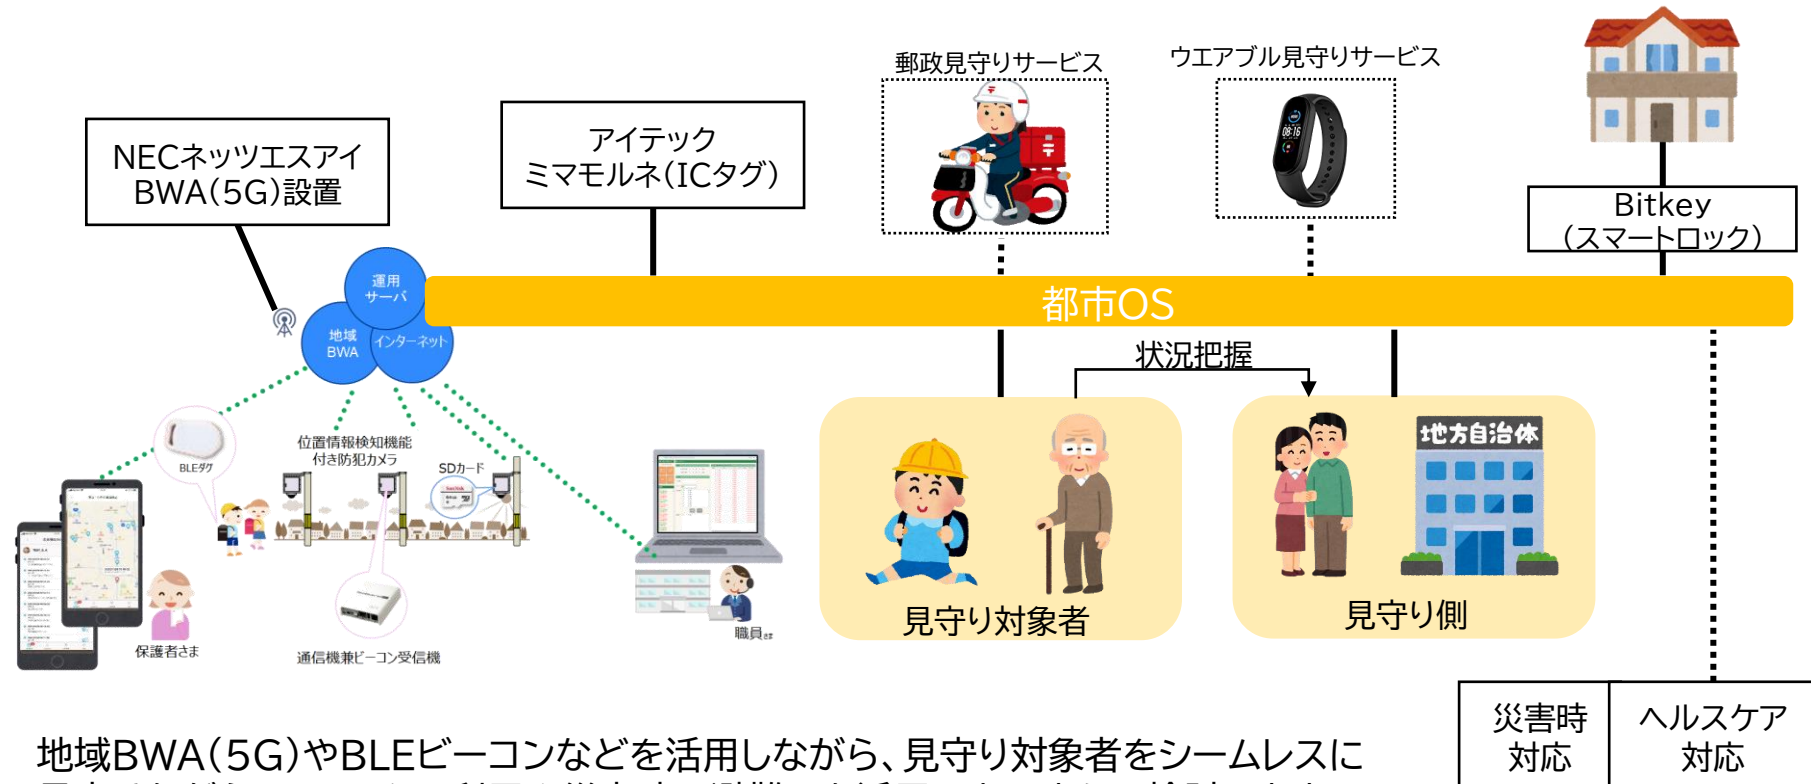 郵政見守りサービス
ウエアブル見守りサービス
NECネッツエスアイ
BWA(5G)設置
アイテック
ミマモルネ(ICタグ)
Bitkey
(スマートロック)
08:16
運用
サーバ
地域
BWA
インターネット
都市OS
状況把握
BLEタグ
位置情報検知機能
付き防犯カメラ
SDカード
地方自治体
保護者さま
通信機兼ビーコン受信機
職員さま
見守り対象者
見守り側
災害時
対応
ヘルスケア
対応
地域BWA(5G)やBLEビーコンなどを活用しながら、見守り対象者をシームレスに